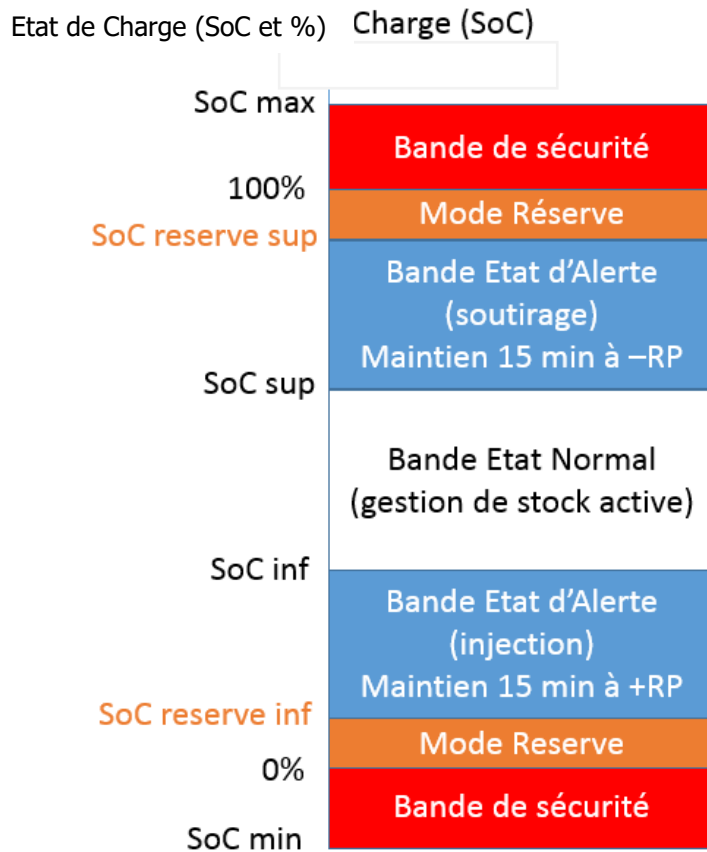 Etat de Charge (SoC et %)
Charge (SoC)
SoC max
Bande de sécurité
100%
Mode Réserve
SoC reserve sup
Bande Etat d’Alerte
(soutirage)
Maintien 15 min à –RP
SoC sup
Bande Etat Normal
(gestion de stock active)
SoC inf
Bande Etat d’Alerte
(injection)
Maintien 15 min à +RP
SoC reserve inf
Mode Reserve
0%
Bande de sécurité
SoC min